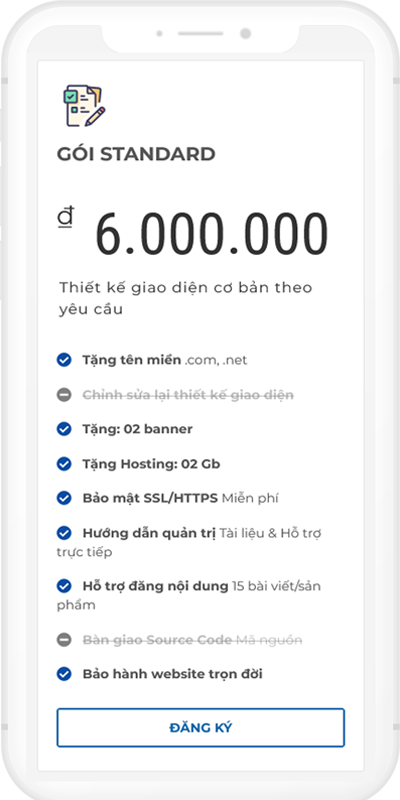 GÓI STANDARD
₫ 6.000.000
Thiết kế giao diện cơ bản theo
yêu cầu
Tặng tên miền .com, .net
Chỉnh sửa lại thiết kế giao diện
Tặng: 02 banner
Tặng Hosting: 02 Gb
Bảo mật SSL/HTTPS Miễn phí
Hướng dẫn quản trị Tài liệu & Hỗ trợ
trực tiếp
Hỗ trợ đăng nội dung 15 bài viết/sản
phẩm
Bàn giao Source Code Mã nguồn
Bảo hành website trọn đời
ĐĂNG KÝ